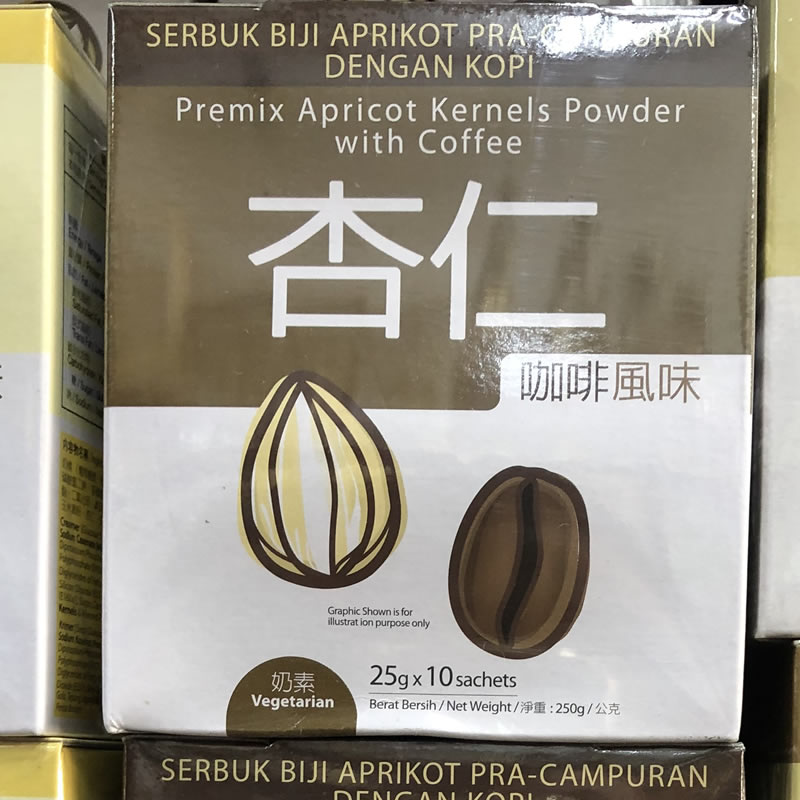 SERBUK BIJI APRIKOT PRA-CAMPURAN
DENGAN KOPI
Premix Apricot Kernels Powder
with Coffee
杏仁
咖啡風味
Graphic Shown is for
illustrat ion purpose only
奶素
Vegetarian
25g x 10 sachets
Berat Bersih / Net Weight / 淨重 : 250g / 公克
SERBUK BIJI APRIKOT PRA-CAMPURAN
DENGAN KOPI